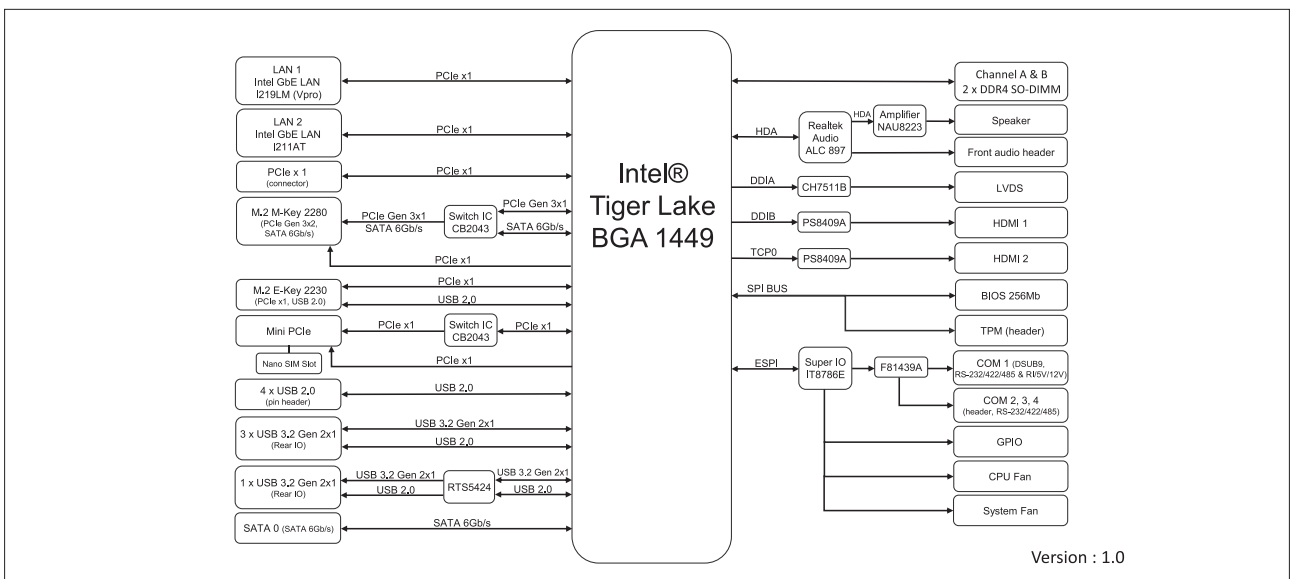 LAN 1
Intel GbE LAN
I219LM (Vpro)
PCIe x1
LAN 2
Intel GbE LAN
I211AT
PCIe x1
PCIe x 1
(connector)
PCIe x1
M.2 M-Key 2280
(PCIe Gen 3x2,
SATA 6Gb/s)
PCIe Gen 3x1
SATA 6Gb/s
Switch IC
CB2043
PCIe Gen 3x1
SATA 6Gb/s
PCIe x1
M.2 E-Key 2230
(PCIe x1, USB 2.0)
PCIe x1
USB 2.0
Mini PCIe
PCIe x1
Switch IC
CB2043
PCIe x1
Nano SIM Slot
PCIe x1
4 x USB 2.0
(pin header)
USB 2.0
3 x USB 3.2 Gen 2x1
(Rear IO)
USB 3.2 Gen 2x1
USB 2.0
1 x USB 3.2 Gen 2x1
(Rear IO)
USB 3.2 Gen 2x1
USB 2.0
RTS5424
USB 3.2 Gen 2x1
USB 2.0
SATA 0 (SATA 6Gb/s)
SATA 6Gb/s
Intel®
Tiger Lake
BGA 1449
Channel A & B
2 x DDR4 SO-DIMM
HDA
Realtek
Audio
ALC 897
HDA
Amplifier
NAU8223
Speaker
Front audio header
DDIA
CH7511B
LVDS
DDIB
PS8409A
HDMI 1
TCP0
PS8409A
HDMI 2
SPI BUS
BIOS 256Mb
TPM (header)
ESPI
Super IO
IT8786E
F81439A
COM 1 (DSUB9,
RS-232/422/485 & RI/5V/12V)
COM 2, 3, 4
(header, RS-232/422/485)
GPIO
CPU Fan
System Fan
Version : 1.0